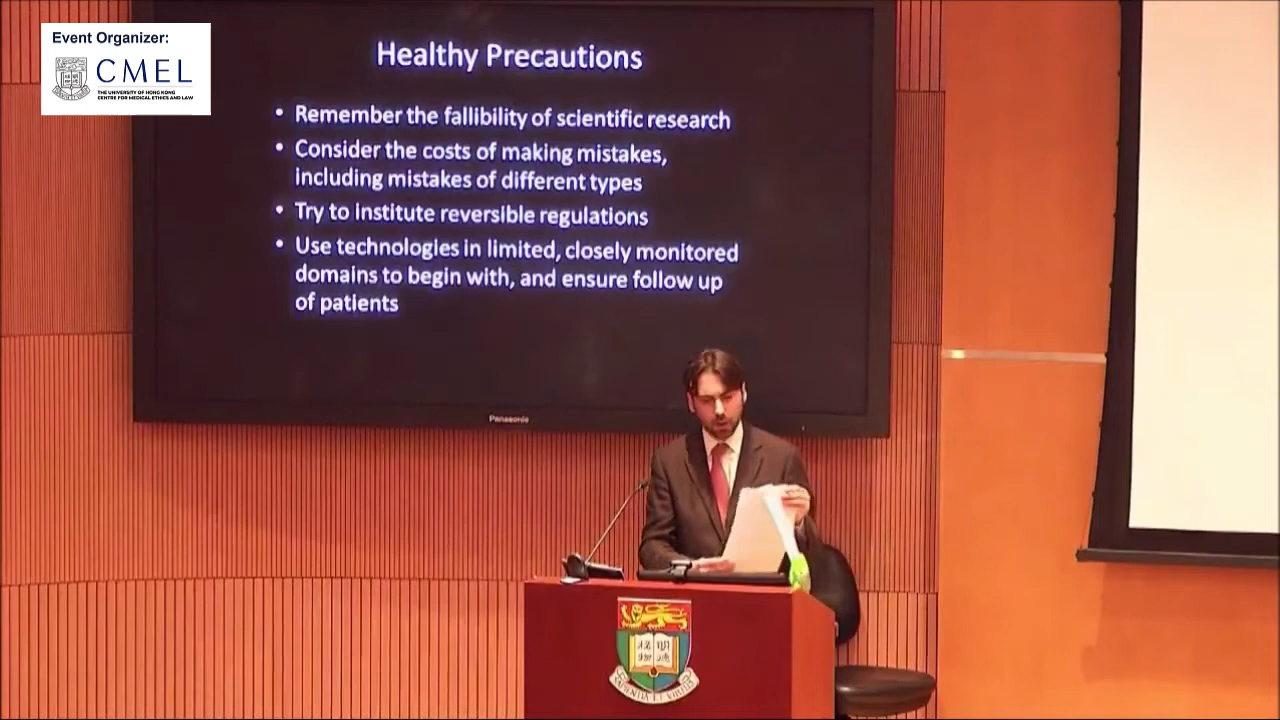 Event Organizer:
CMEL
THE UNIVERSITY OF HONG KONG
CENTRE FOR MEDICAL ETHICS AND LAW
Healthy Precautions
• Remember the fallibility of scientific research
• Consider the costs of making mistakes,
including mistakes of different types
• Try to institute reversible regulations
• Use technologies in limited, closely monitored
domains to begin with, and ensure follow up
of patients
Panasonic